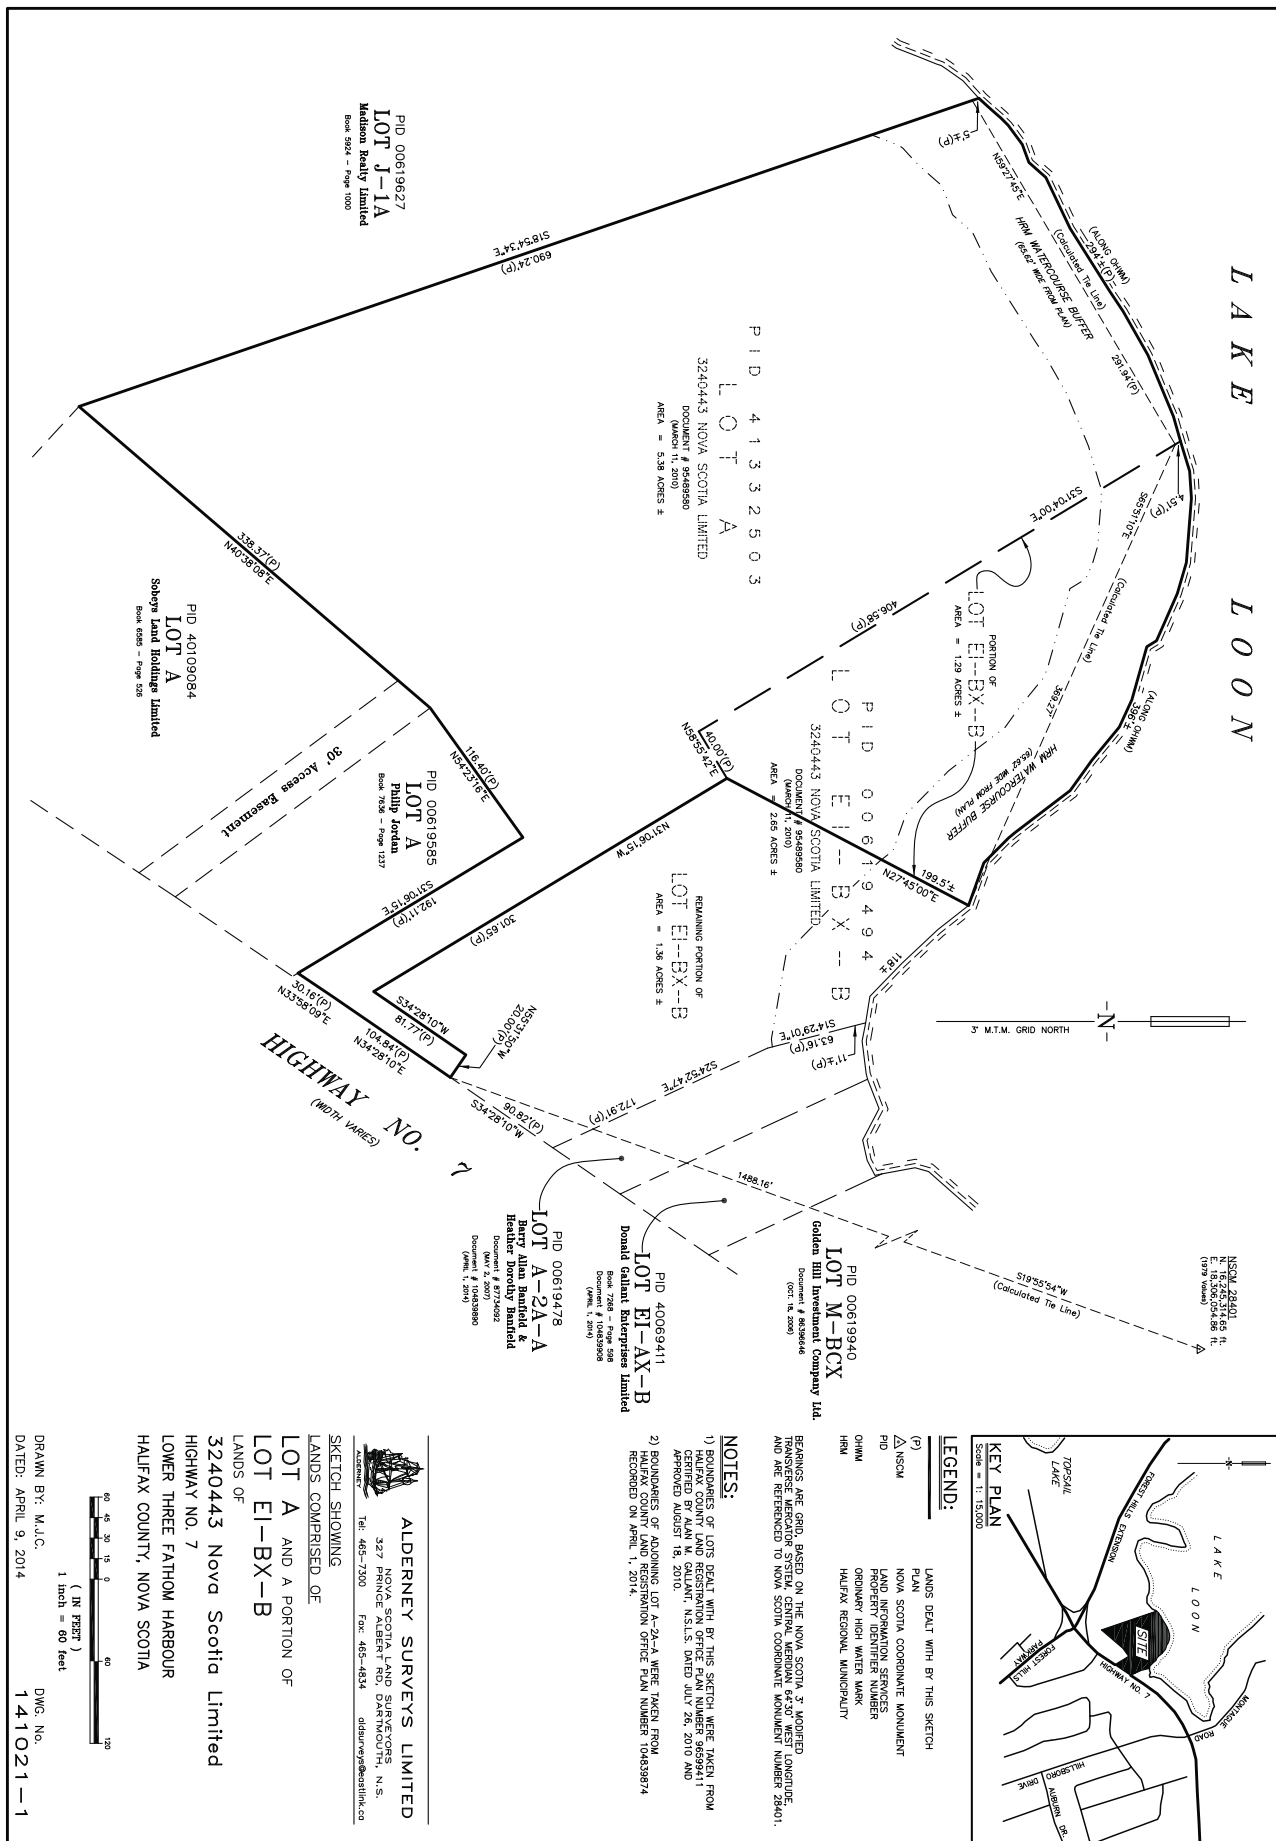 LAKE LOON
PID 00619627
LOT J-1A
Madison Realty Limited
Book 5924 - Page 1000
S18°54'34"E
690.24'(P)
5'±(P)
N59°27'45"E
(Calculated Tie Line)
291.94'(P)
(ALONG OHWM)
294'±(P)
HRM WATERCOURSE BUFFER
(65.62' WIDE FROM PLAN)
PID 41332503
LOT A
3240443 NOVA SCOTIA LIMITED
DOCUMENT # 95489580
(MARCH 11, 2010)
AREA = 5.38 ACRES ±
4.51'(P)
S65°51'10"E
(Calculated Tie Line)
369.27'
(ALONG OHWM)
396'±
HRM WATERCOURSE BUFFER
(65.62' WIDE FROM PLAN)
S31°04'00"E
406.58'(P)
PORTION OF
LOT EI-BX-B
AREA = 1.29 ACRES ±
PID 00619494
LOT EI-BX-B
3240443 NOVA SCOTIA LIMITED
DOCUMENT # 95489580
(MARCH 11, 2010)
AREA = 2.65 ACRES ±
40.00'(P)
N58°55'42"E
199.5'±
N27°45'00"E
REMAINING PORTION OF
LOT EI-BX-B
AREA = 1.36 ACRES ±
N31°06'15"W
301.65'(P)
338.37'(P)
N40°38'08"E
PID 40109084
LOT A
Sobeys Land Holdings Limited
Book 6585 - Page 526
30' Access Easement
116.40'(P)
N54°23'16"E
PID 00619585
LOT A
Philip Jordan
Book 7636 - Page 1237
S31°06'15"E
192.11'(P)
30.16'(P)
N33°58'09"E
104.84'(P)
N34°28'10"E
S34°28'10"W
81.77'(P)
N55°31'50"W
20.00'(P)
HIGHWAY NO. 7
(WIDTH VARIES)
90.82'(P)
S34°28'10"W
118'±
11'±(P)
S14°29'01"E
63.16'(P)
S24°52'47"E
172.91'(P)
1488.16'
S19°55'54"W
(Calculated Tie Line)
-N-
3° M.T.M. GRID NORTH
NSCM 28401
N. 16,245,314.65 ft.
E. 18,306,054.86 ft.
(1979 Values)
PID 00619940
LOT M-BCX
Golden Hill Investment Company Ltd.
Document # 86396646
(OCT. 18, 2006)
PID 40069411
LOT EI-AX-B
Donald Gallant Enterprises Limited
Book 7268 - Page 598
Document # 104839908
(APRIL 1, 2014)
PID 00619478
LOT A-2A-A
Barry Allan Banfield &
Heather Dorothy Banfield
Document # 87734092
(MAY 2, 2007)
Document # 104839890
(APRIL 1, 2014)
KEY PLAN
Scale = 1: 15,000
-N-
TOPSAIL
LAKE
LAKE LOON
FOREST HILLS EXTENSION
SITE
HIGHWAY NO. 7
FOREST HILLS
PARKWAY
MONTAGUE ROAD
HILLSBORO
DRIVE
AUBURN DR.
LEGEND:
LANDS DEALT WITH BY THIS SKETCH
(P) PLAN
NSCM NOVA SCOTIA COORDINATE MONUMENT
PID LAND INFORMATION SERVICES
PROPERTY IDENTIFIER NUMBER
OHWM ORDINARY HIGH WATER MARK
HRM HALIFAX REGIONAL MUNICIPALITY
BEARINGS ARE GRID, BASED ON THE NOVA SCOTIA 3° MODIFIED
TRANSVERSE MERCATOR SYSTEM, CENTRAL MERIDIAN 64°30' WEST LONGITUDE,
AND ARE REFERENCED TO NOVA SCOTIA COORDINATE MONUMENT NUMBER 28401.
NOTES:
1) BOUNDARIES OF LOTS DEALT WITH BY THIS SKETCH WERE TAKEN FROM
HALIFAX COUNTY LAND REGISTRATION OFFICE PLAN NUMBER 96599411
CERTIFIED BY ALAN M. GALLANT, N.S.L.S. DATED JULY 26, 2010 AND
APPROVED AUGUST 18, 2010.
2) BOUNDARIES OF ADJOINING LOT A-2A-A WERE TAKEN FROM
HALIFAX COUNTY LAND REGISTRATION OFFICE PLAN NUMBER 104839874
RECORDED ON APRIL 1, 2014.
ALDERNEY
ALDERNEY SURVEYS LIMITED
NOVA SCOTIA LAND SURVEYORS
327 PRINCE ALBERT RD, DARTMOUTH, N.S.
Tel: 465-7300 Fax: 465-4834 aldsurveys@eastlink.ca
SKETCH SHOWING
LANDS COMPRISED OF
LOT A AND A PORTION OF
LOT EI-BX-B
LANDS OF
3240443 Nova Scotia Limited
HIGHWAY NO. 7
LOWER THREE FATHOM HARBOUR
HALIFAX COUNTY, NOVA SCOTIA
60 45 30 15 0 60 120
( IN FEET )
1 inch = 60 feet
DRAWN BY: M.J.C.
DATED: APRIL 9, 2014
DWG. No.
141021-1